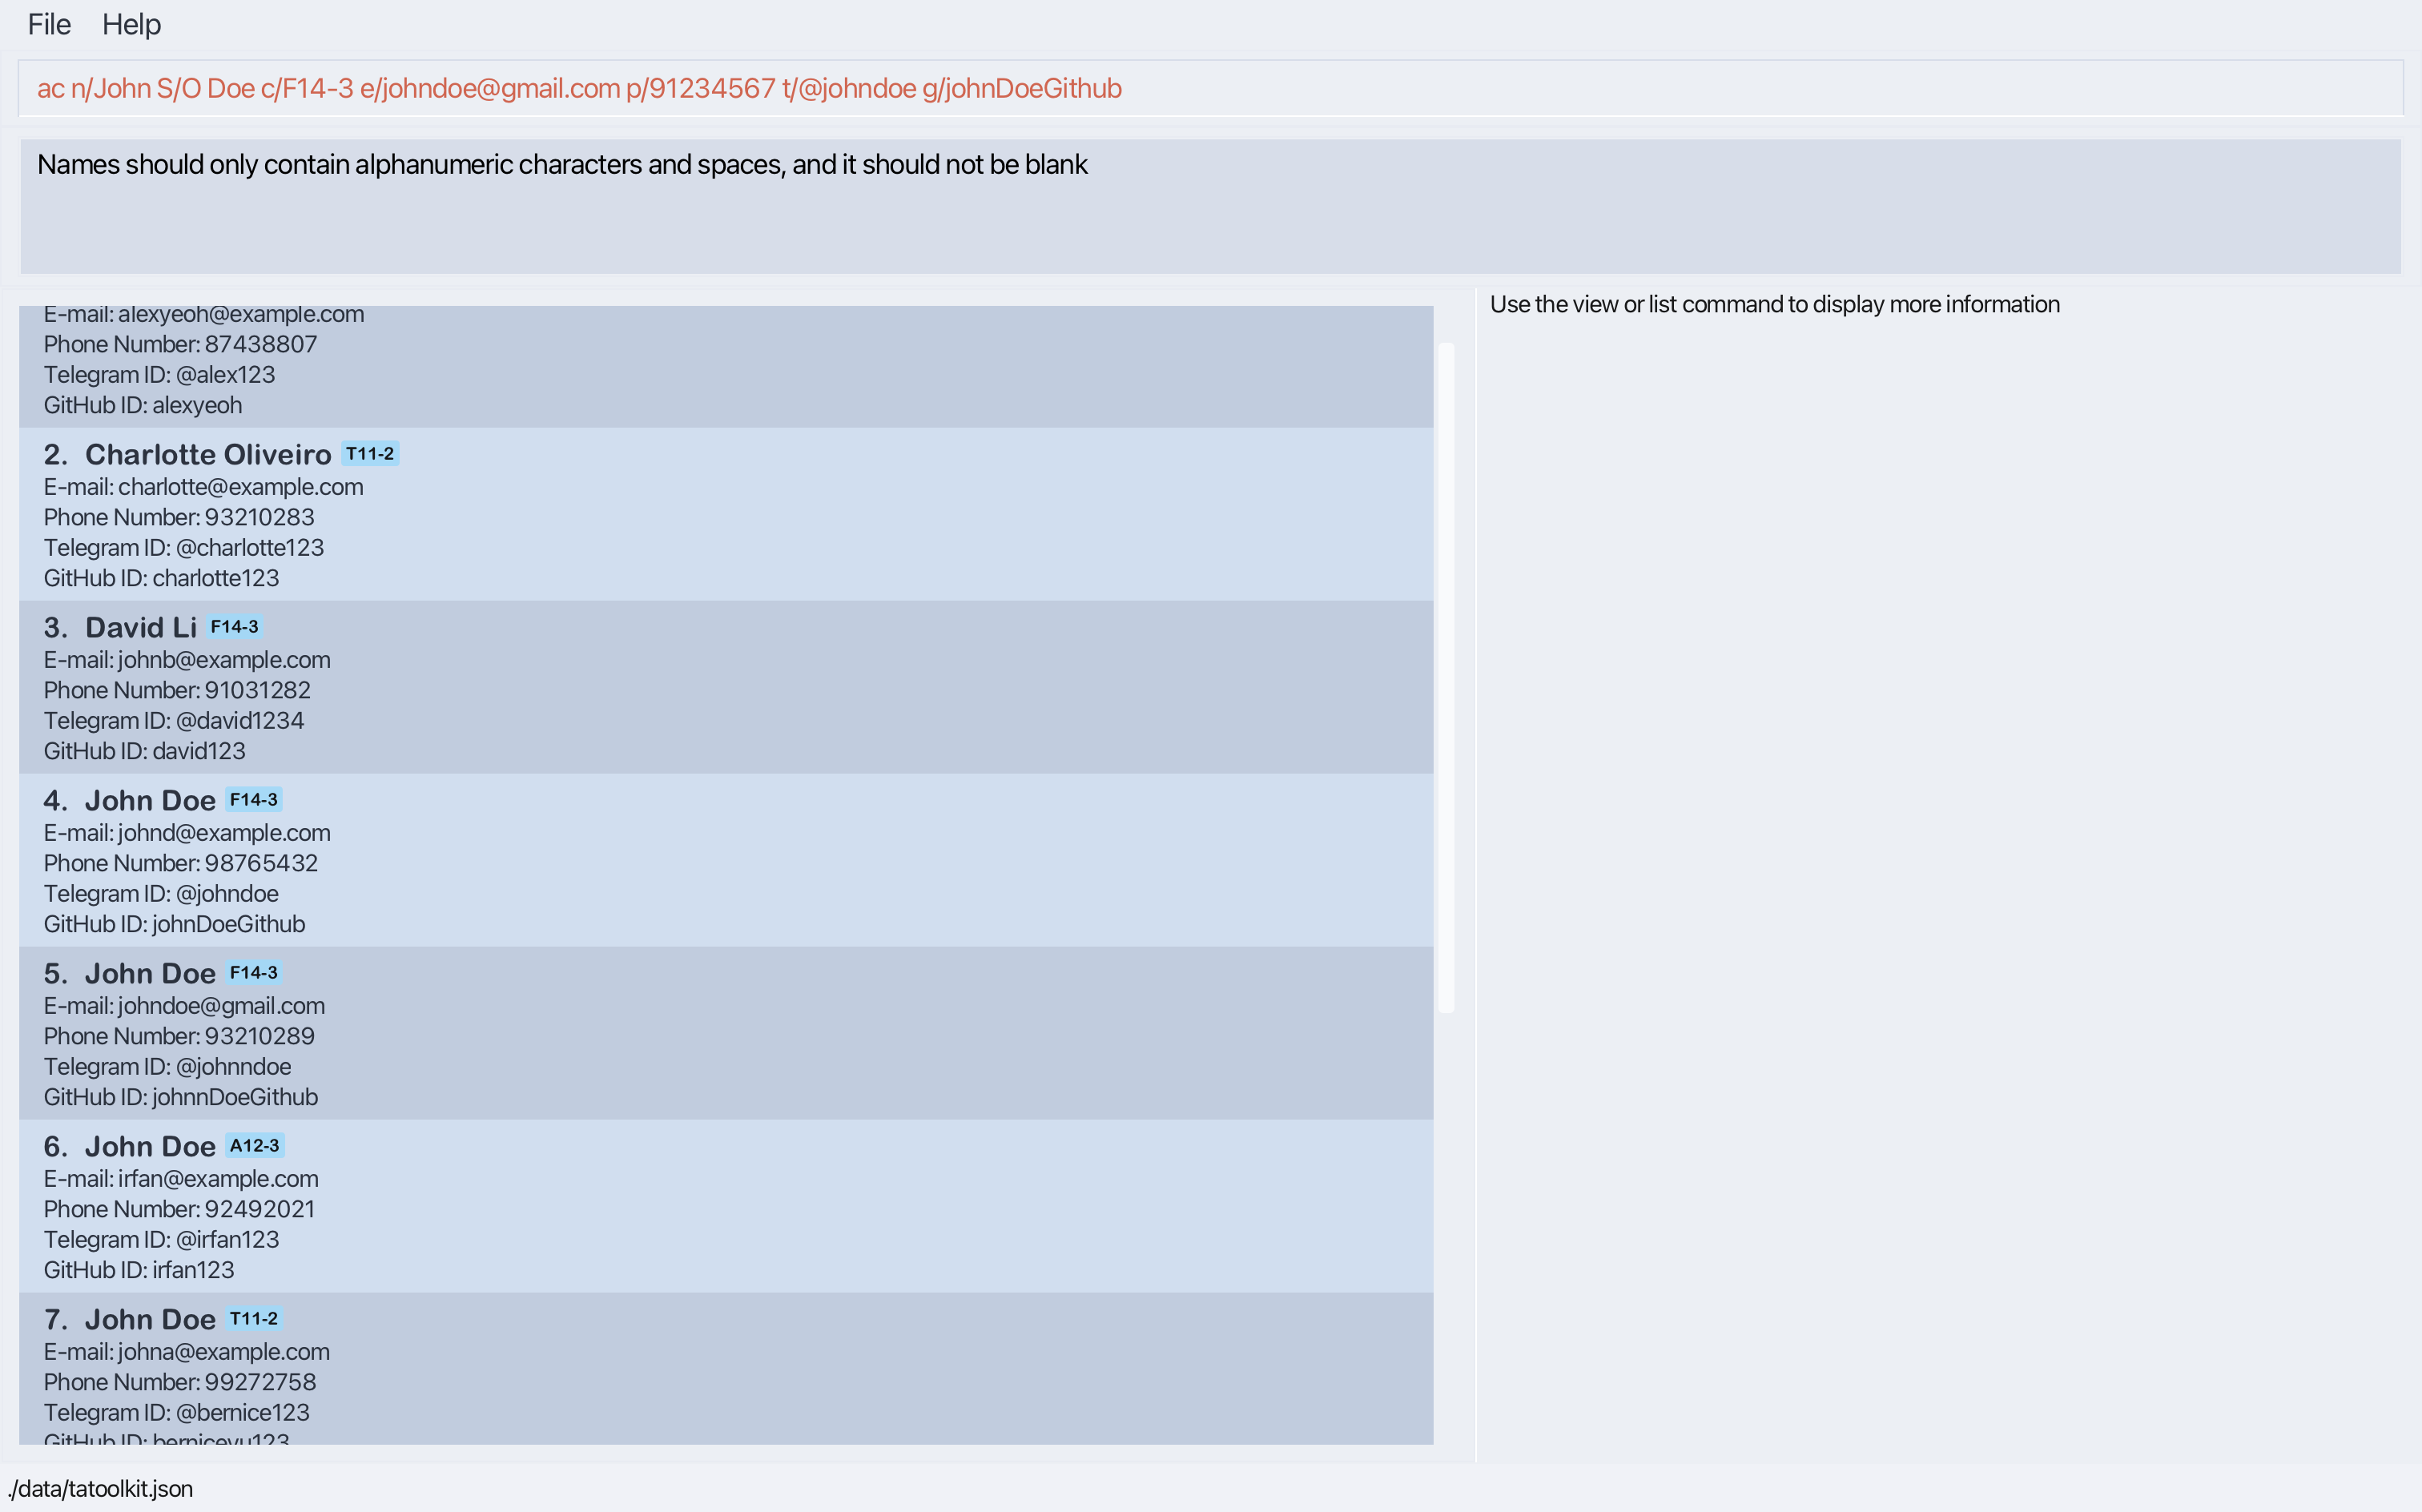 File Help
ac n/John S/O Doe c/F14-3 e/johndoe@gmail.com p/91234567 t/@johndoe g/johnDoeGithub
Names should only contain alphanumeric characters and spaces, and it should not be blank
E-mail: alexyeoh@example.com
Phone Number: 87438807
Telegram ID: @alex123
GitHub ID: alexyeoh
2. Charlotte Oliveiro T11-2
E-mail: charlotte@example.com
Phone Number: 93210283
Telegram ID: @charlotte123
GitHub ID: charlotte123
3. David Li F14-3
E-mail: johnb@example.com
Phone Number: 91031282
Telegram ID: @david1234
GitHub ID: david123
4. John Doe F14-3
E-mail: johnd@example.com
Phone Number: 98765432
Telegram ID: @johndoe
GitHub ID: johnDoeGithub
5. John Doe F14-3
E-mail: johndoe@gmail.com
Phone Number: 93210289
Telegram ID: @johnndoe
GitHub ID: johnnDoeGithub
6. John Doe A12-3
E-mail: irfan@example.com
Phone Number: 92492021
Telegram ID: @irfan123
GitHub ID: irfan123
7. John Doe T11-2
E-mail: johna@example.com
Phone Number: 99272758
Telegram ID: @bernice123
GitHub ID: berniceyu123
Use the view or list command to display more information
./data/tatoolkit.json